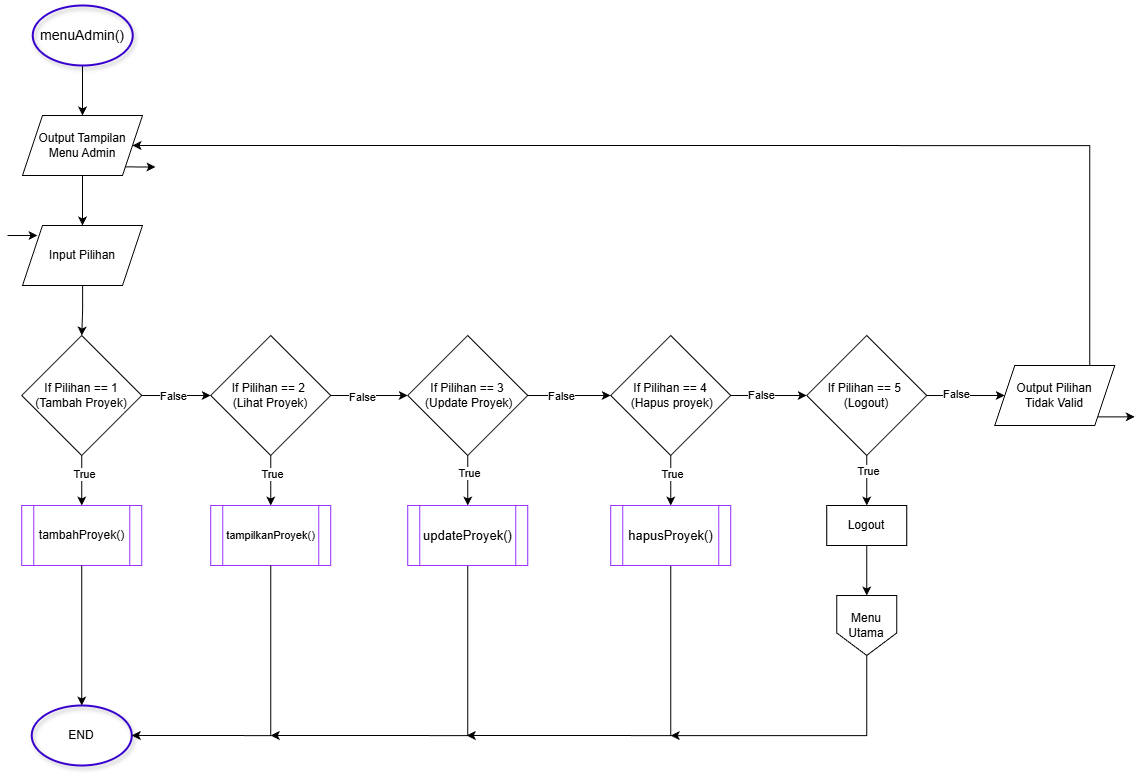 menuAdmin()
Output Tampilan
Menu Admin
Input Pilihan
If Pilihan == 1
(Tambah Proyek)
False
If Pilihan == 2
(Lihat Proyek)
False
If Pilihan == 3
(Update Proyek)
False
If Pilihan == 4
(Hapus proyek)
False
If Pilihan == 5
(Logout)
False
Output Pilihan
Tidak Valid
True
True
True
True
True
tambahProyek()
tampilkanProyek()
updateProyek()
hapusProyek()
Logout
Menu
Utama
END